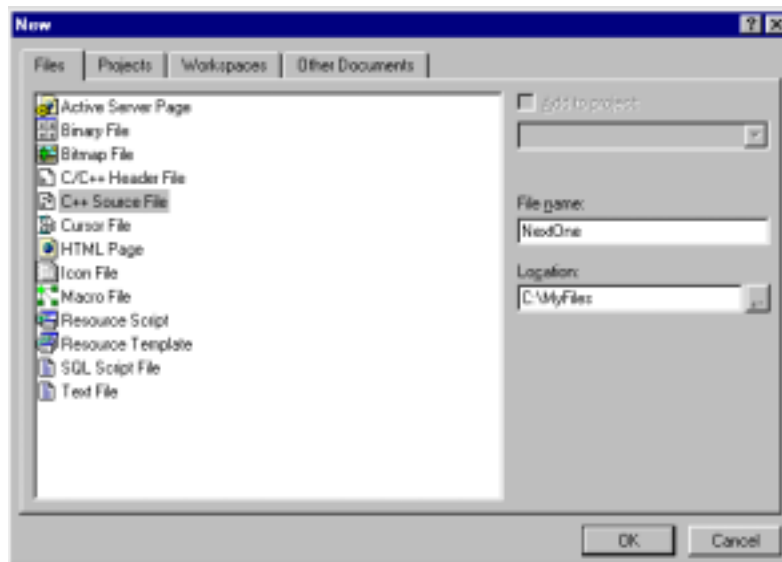 New
Files Projects Workspaces Other Documents
Active Server Page
Binary File
Bitmap File
C/C++ Header File
C++ Source File
Cursor File
HTML Page
Icon File
Macro File
Resource Script
Resource Template
SQL Script File
Text File
Add to project:
File name:
NextOne
Location:
C:\MyFiles
...
OK Cancel